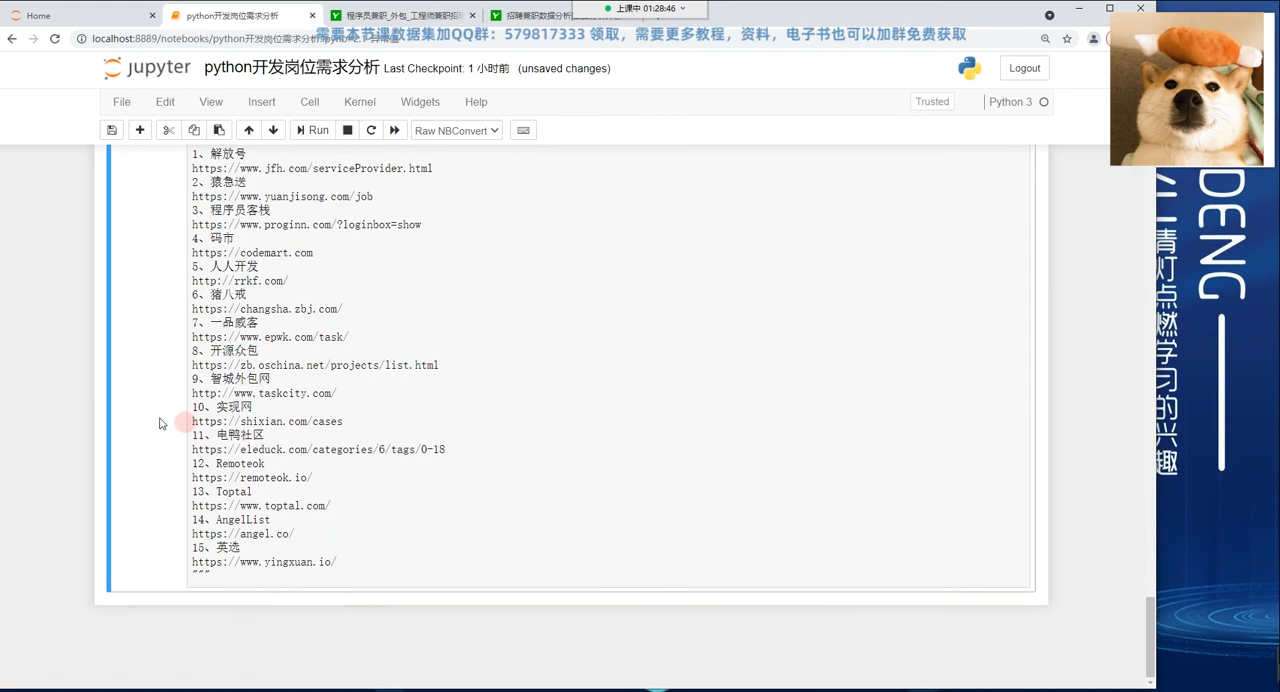 上课中 01:28:46
Home
python开发岗位需求分析
程序员兼职_外包_工程师兼职招聘
招聘兼职数据分析
localhost:8889/notebooks/python开发岗位需求分析
需要本节课数据集加QQ群：579817333 领取，需要更多教程，资料，电子书也可以加群免费获取
jupyter python开发岗位需求分析 Last Checkpoint: 1 小时前 (unsaved changes)
Logout
File Edit View Insert Cell Kernel Widgets Help
Trusted Python 3
Run Raw NBConvert
1、解放号
https://www.jfh.com/serviceProvider.html
2、猿急送
https://www.yuanjisong.com/job
3、程序员客栈
https://www.proginn.com/?loginbox=show
4、码市
https://codemart.com
5、人人开发
http://rrkf.com/
6、猪八戒
https://changsha.zbj.com/
7、一品威客
https://www.epwk.com/task/
8、开源众包
https://zb.oschina.net/projects/list.html
9、智城外包网
http://www.taskcity.com/
10、实现网
https://shixian.com/cases
11、电鸭社区
https://eleduck.com/categories/6/tags/0-18
12、Remoteok
https://remoteok.io/
13、Toptal
https://www.toptal.com/
14、AngelList
https://angel.co/
15、英选
https://www.yingxuan.io/
"""
DENG
青灯点燃学习的兴趣